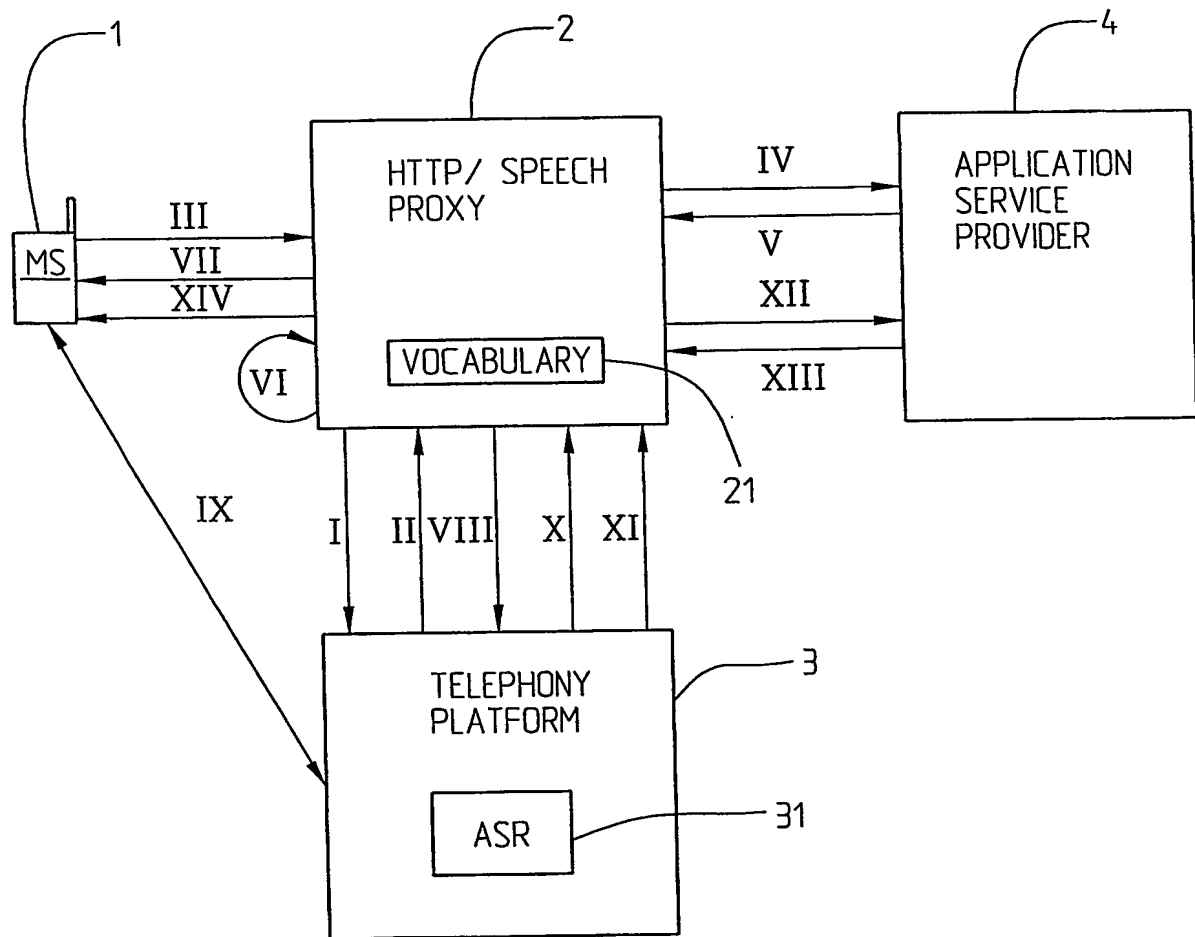 1
2
4
HTTP/ SPEECH
PROXY
APPLICATION
SERVICE
PROVIDER
IV
V
III
MS
VII
XIV
XII
XIII
VOCABULARY
VI
21
IX
I
II
VIII
X
XI
TELEPHONY
PLATFORM
3
ASR
31